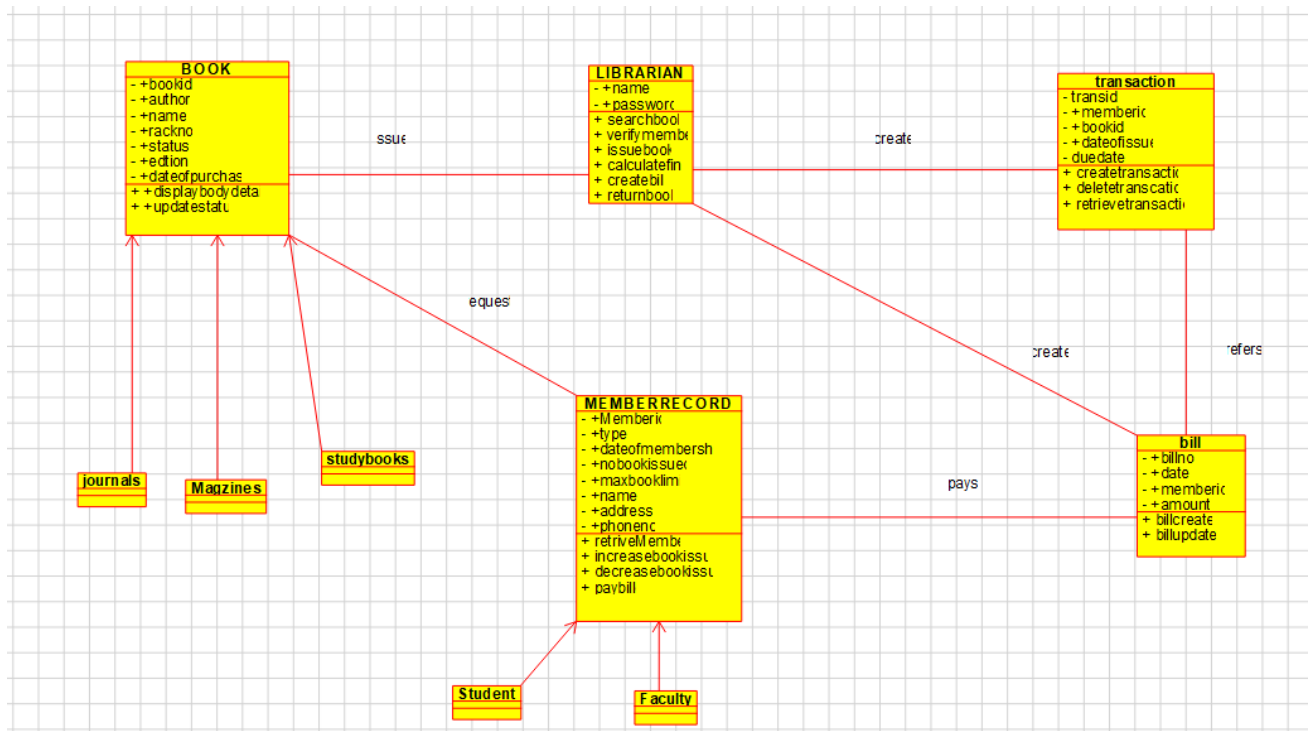 BOOK
- +bookid
- +author
- +name
- +rackno
- +status
- +edtion
- +dateofpurchas
+ +displaybodydeta
+ +updatestatu
ssue
LIBRARIAN
- +name
- +passworc
+ searchbool
+ verifymembe
+ issuebook
+ calculatefin
+ createbil
+ returnbool
create
transaction
- transid
- +memberic
- +bookid
- +dateofissue
- duedate
+ createtransactic
+ deletetranscatic
+ retrievetransactic
eques
create
refers
MEMBERRECORD
- +Memberic
- +type
- +dateofmembersh
- +nobookissuec
- +maxbooklim
- +name
- +address
- +phonenc
+ retriveMembe
+ increasebookissu
+ decreasebookissu
+ paybill
pays
bill
- +billno
- +date
- +memberic
- +amount
+ billcreate
+ billupdate
journals
Magzines
studybooks
Student
Faculty